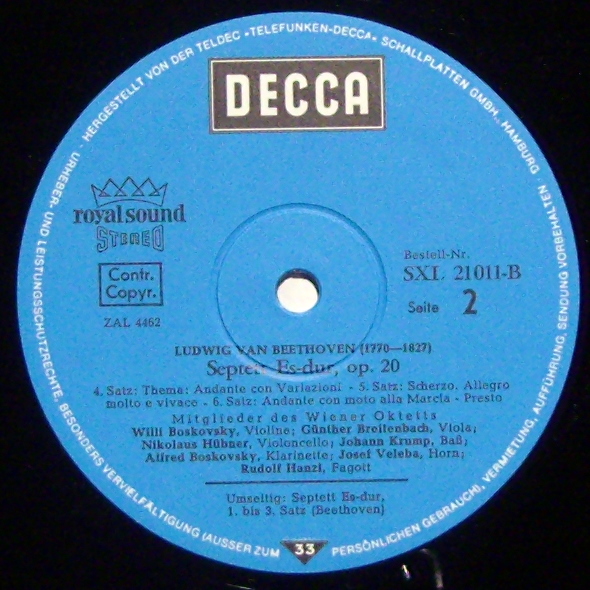 URHEBER- UND LEISTUNGSSCHUTZRECHTE, BESONDERS VERVIELFÄLTIGUNG (AUSSER ZUM PERSÖNLICHEN GEBRAUCH), VERMIETUNG, AUFFÜHRUNG, SENDUNG VORBEHALTEN
HERGESTELLT VON DER TELDEC »TELEFUNKEN-DECCA« SCHALLPLATTEN GMBH., HAMBURG
DECCA
royal sound
STEREO
Contr.
Copyr.
ZAL 4462
Bestell-Nr.
SXL 21011-B
Seite 2
LUDWIG VAN BEETHOVEN (1770—1827)
Septett Es-dur, op. 20
4. Satz: Thema: Andante con Variazioni - 5. Satz: Scherzo. Allegro
molto e vivace - 6. Satz: Andante con moto alla Marcia - Presto
Mitglieder des Wiener Oktetts
Willi Boskovsky, Violine; Günther Breitenbach, Viola;
Nikolaus Hübner, Violoncello; Johann Krump, Baß;
Alfred Boskovsky, Klarinette; Josef Veleba, Horn;
Rudolf Hanzl, Fagott
Umseitig: Septett Es-dur,
1. bis 3. Satz (Beethoven)
33